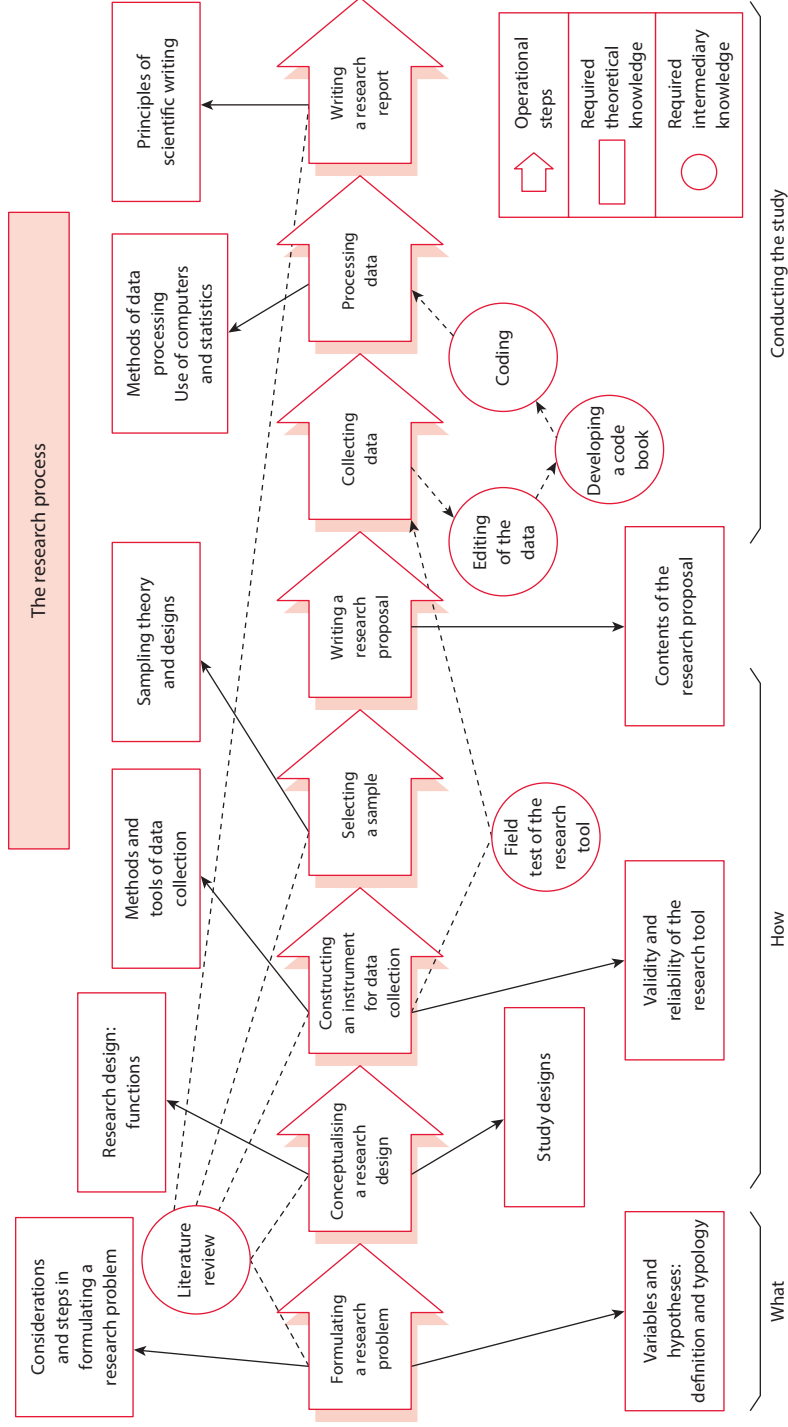 The research process
Considerations
and steps in
formulating a
research problem
Research design:
functions
Methods and
tools of data
collection
Sampling theory
and designs
Methods of data
processing
Use of computers
and statistics
Principles of
scientific writing
Literature
review
Formulating
a research
problem
Conceptualising
a research
design
Constructing
an instrument
for data
collection
Selecting
a sample
Writing a
research
proposal
Collecting
data
Processing
data
Writing
a research
report
Field
test of the
research
tool
Editing
of the
data
Developing
a code
book
Coding
Study designs
Variables and
hypotheses:
definition and typology
Validity and
reliability of the
research tool
Contents of the
research proposal
Operational
steps
Required
theoretical
knowledge
Required
intermediary
knowledge
What
How
Conducting the study